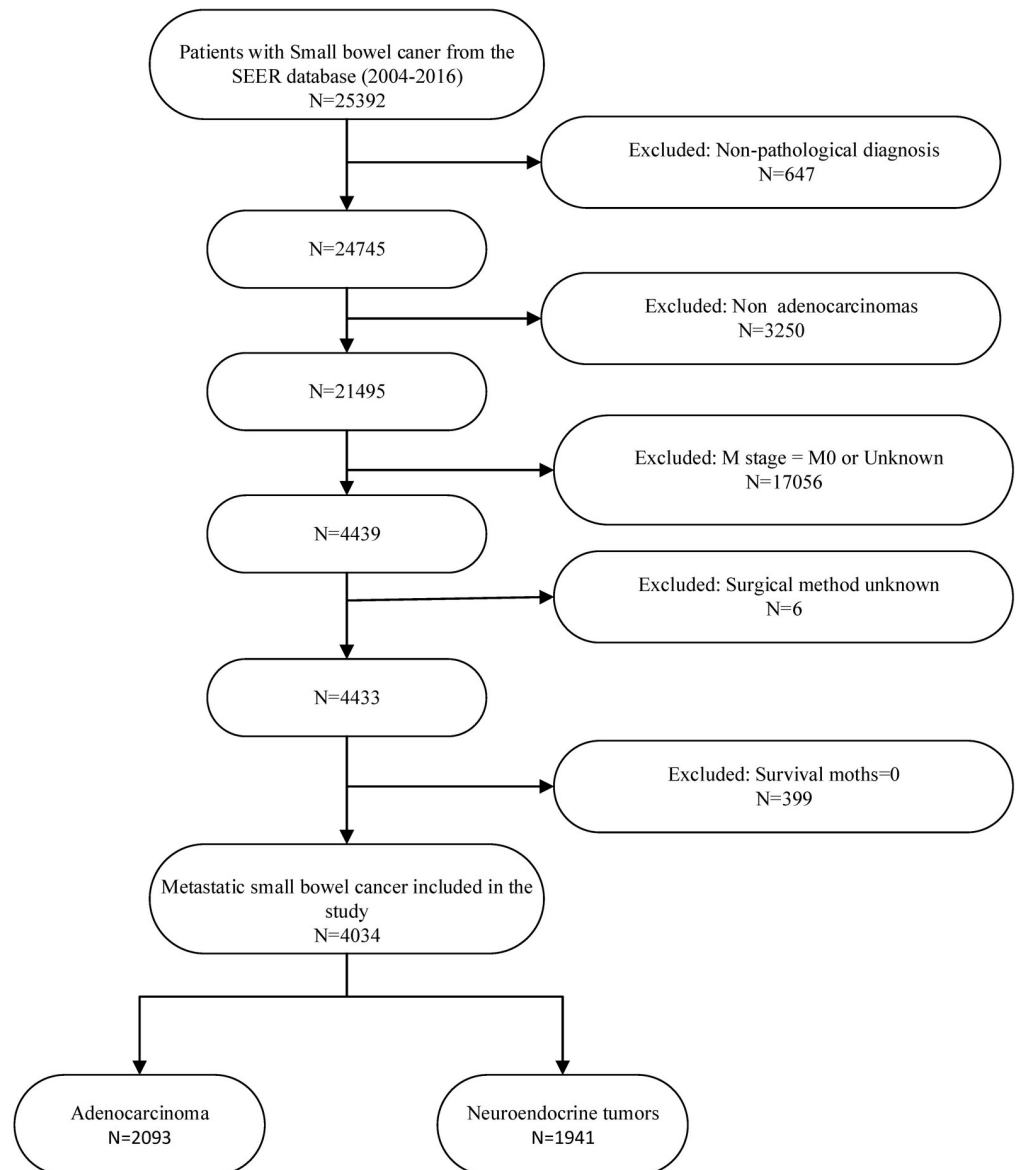 Patients with Small bowel caner from the
SEER database (2004-2016)
N=25392
Excluded: Non-pathological diagnosis
N=647
N=24745
Excluded: Non adenocarcinomas
N=3250
N=21495
Excluded: M stage = M0 or Unknown
N=17056
N=4439
Excluded: Surgical method unknown
N=6
N=4433
Excluded: Survival moths=0
N=399
Metastatic small bowel cancer included in the
study
N=4034
Adenocarcinoma
N=2093
Neuroendocrine tumors
N=1941